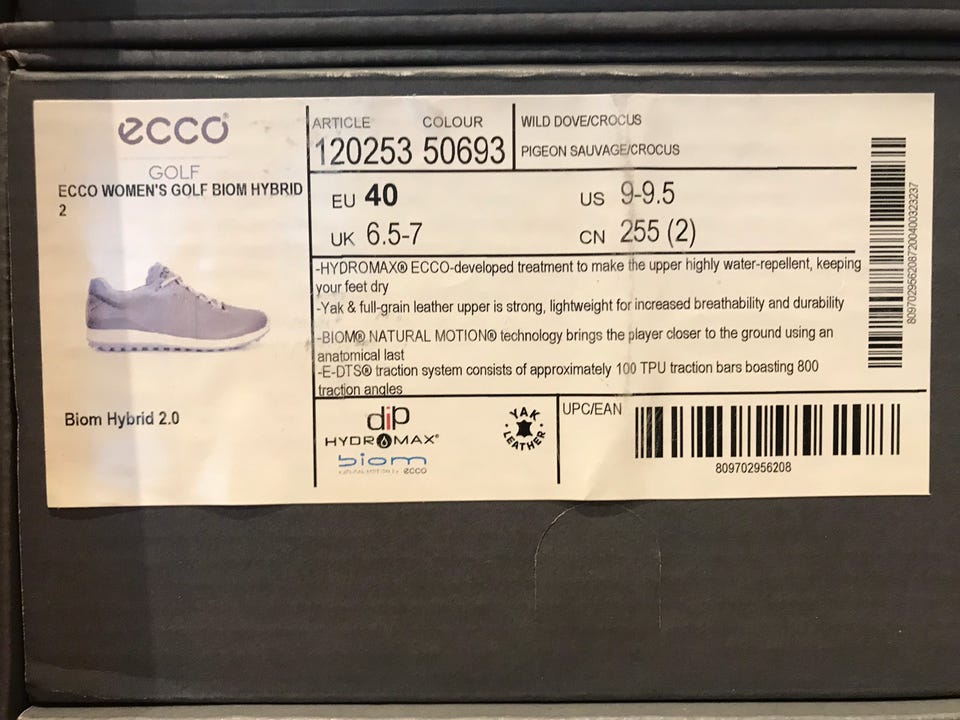 ecco
GOLF
ECCO WOMEN'S GOLF BIOM HYBRID
2
Biom Hybrid 2.0
ARTICLE COLOUR
120253 50693
WILD DOVE/CROCUS
PIGEON SAUVAGE/CROCUS
EU 40
US 9-9.5
UK 6.5-7
CN 255 (2)
-HYDROMAX® ECCO-developed treatment to make the upper highly water-repellent, keeping
your feet dry
-Yak & full-grain leather upper is strong, lightweight for increased breathability and durability
-BIOM® NATURAL MOTION® technology brings the player closer to the ground using an
anatomical last
-E-DTS® traction system consists of approximately 100 TPU traction bars boasting 800
traction angles
dip
HYDROMAX®
biom
NATURAL MOTION by ecco
YAK
LEATHER
UPC/EAN
809702956208